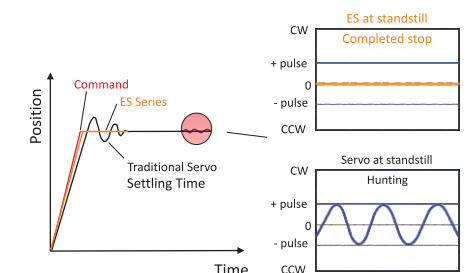 Position
Command
ES Series
Traditional Servo
Settling Time
Time
ES at standstill
CW
Completed stop
+ pulse
0
- pulse
CCW
Servo at standstill
CW
Hunting
+ pulse
0
- pulse
CCW